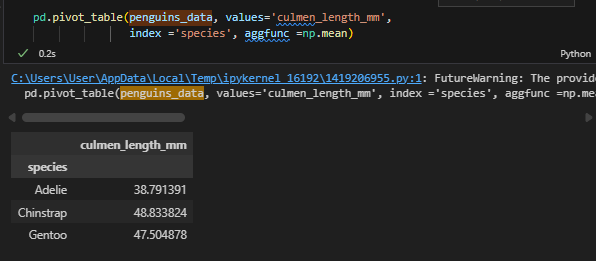 pd.pivot_table(penguins_data, values='culmen_length_mm',
index ='species', aggfunc =np.mean)
✓ 0.2s Python
C:\Users\User\AppData\Local\Temp\ipykernel_16192\1419206955.py:1: FutureWarning: The provide
pd.pivot_table(penguins_data, values='culmen_length_mm', index ='species', aggfunc =np.mea
culmen_length_mm
species
Adelie 38.791391
Chinstrap 48.833824
Gentoo 47.504878